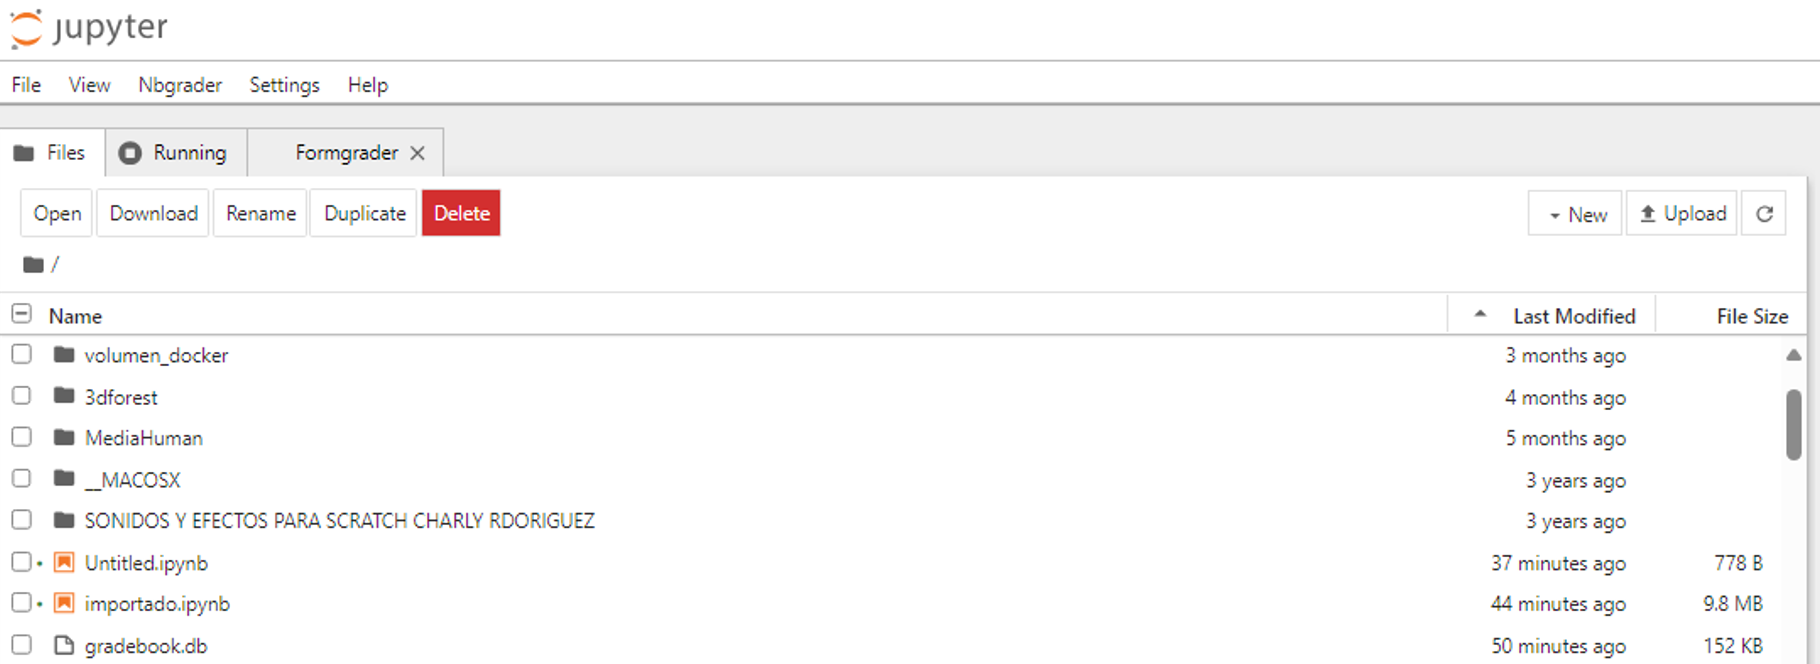 jupyter
File View Nbgrader Settings Help
Files Running Formgrader
Open Download Rename Duplicate Delete New Upload
/
Name Last Modified File Size
volumen_docker 3 months ago
3dforest 4 months ago
MediaHuman 5 months ago
__MACOSX 3 years ago
SONIDOS Y EFECTOS PARA SCRATCH CHARLY RDORIGUEZ 3 years ago
Untitled.ipynb 37 minutes ago 778 B
importado.ipynb 44 minutes ago 9.8 MB
gradebook.db 50 minutes ago 152 KB